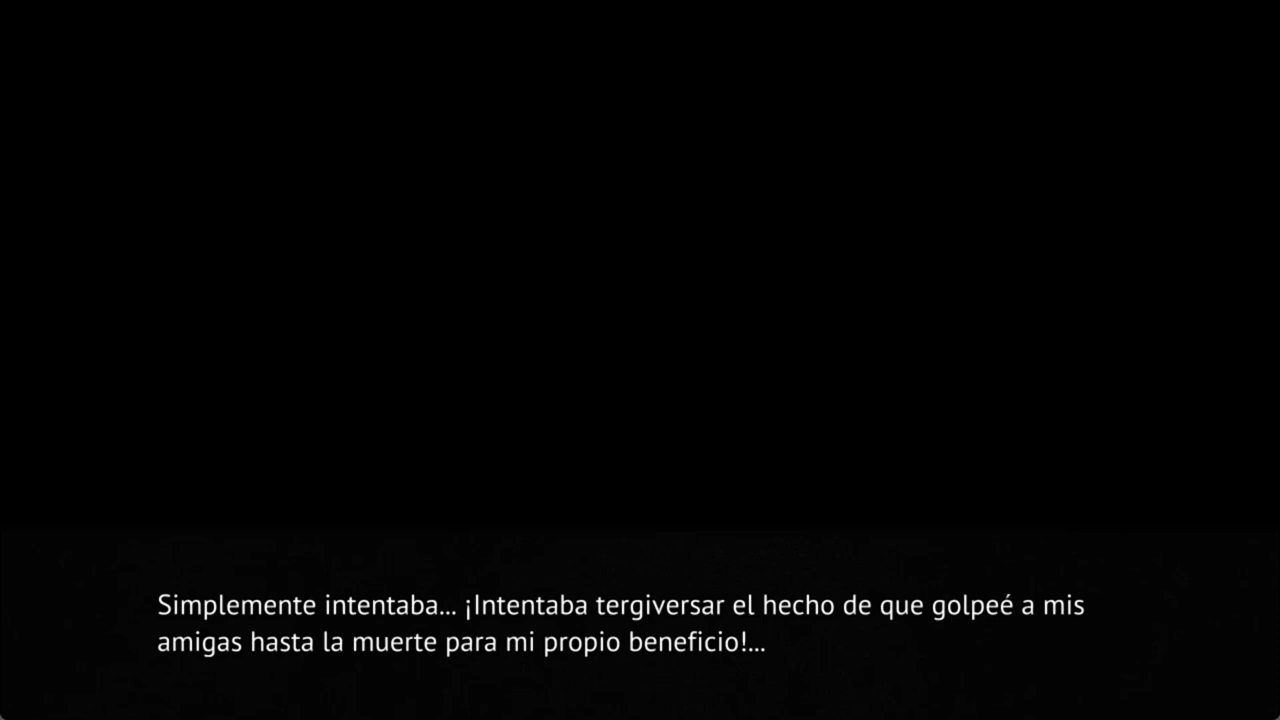 Simplemente intentaba... ¡Intentaba tergiversar el hecho de que golpeé a mis
amigas hasta la muerte para mi propio beneficio!...